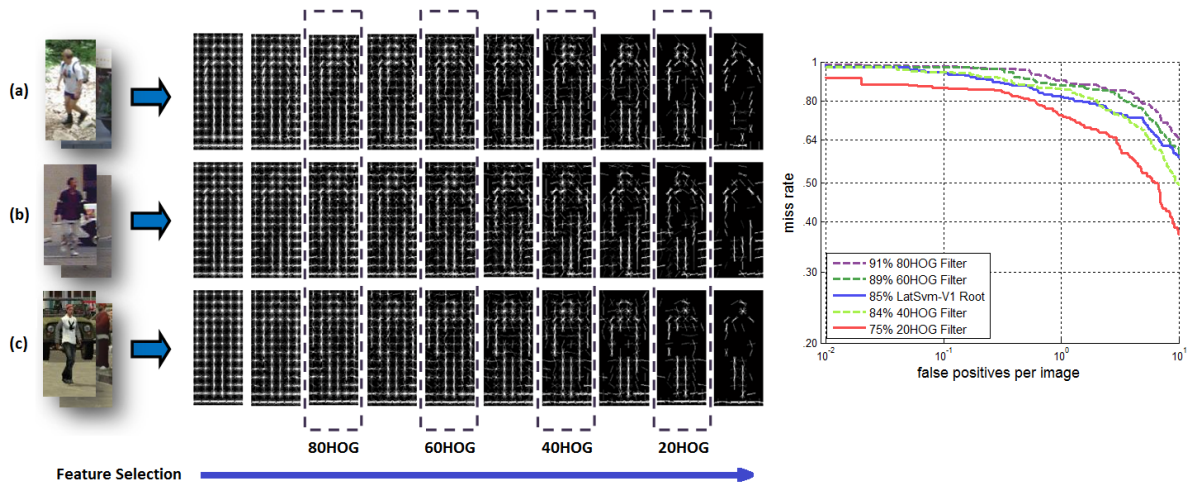 (a)
(b)
(c)
80HOG 60HOG 40HOG 20HOG
Feature Selection
miss rate
1
.80
.64
.50
.40
.30
.20
91% 80HOG Filter
89% 60HOG Filter
85% LatSvm-V1 Root
84% 40HOG Filter
75% 20HOG Filter
10^-2 10^-1 10^0 10^1
false positives per image